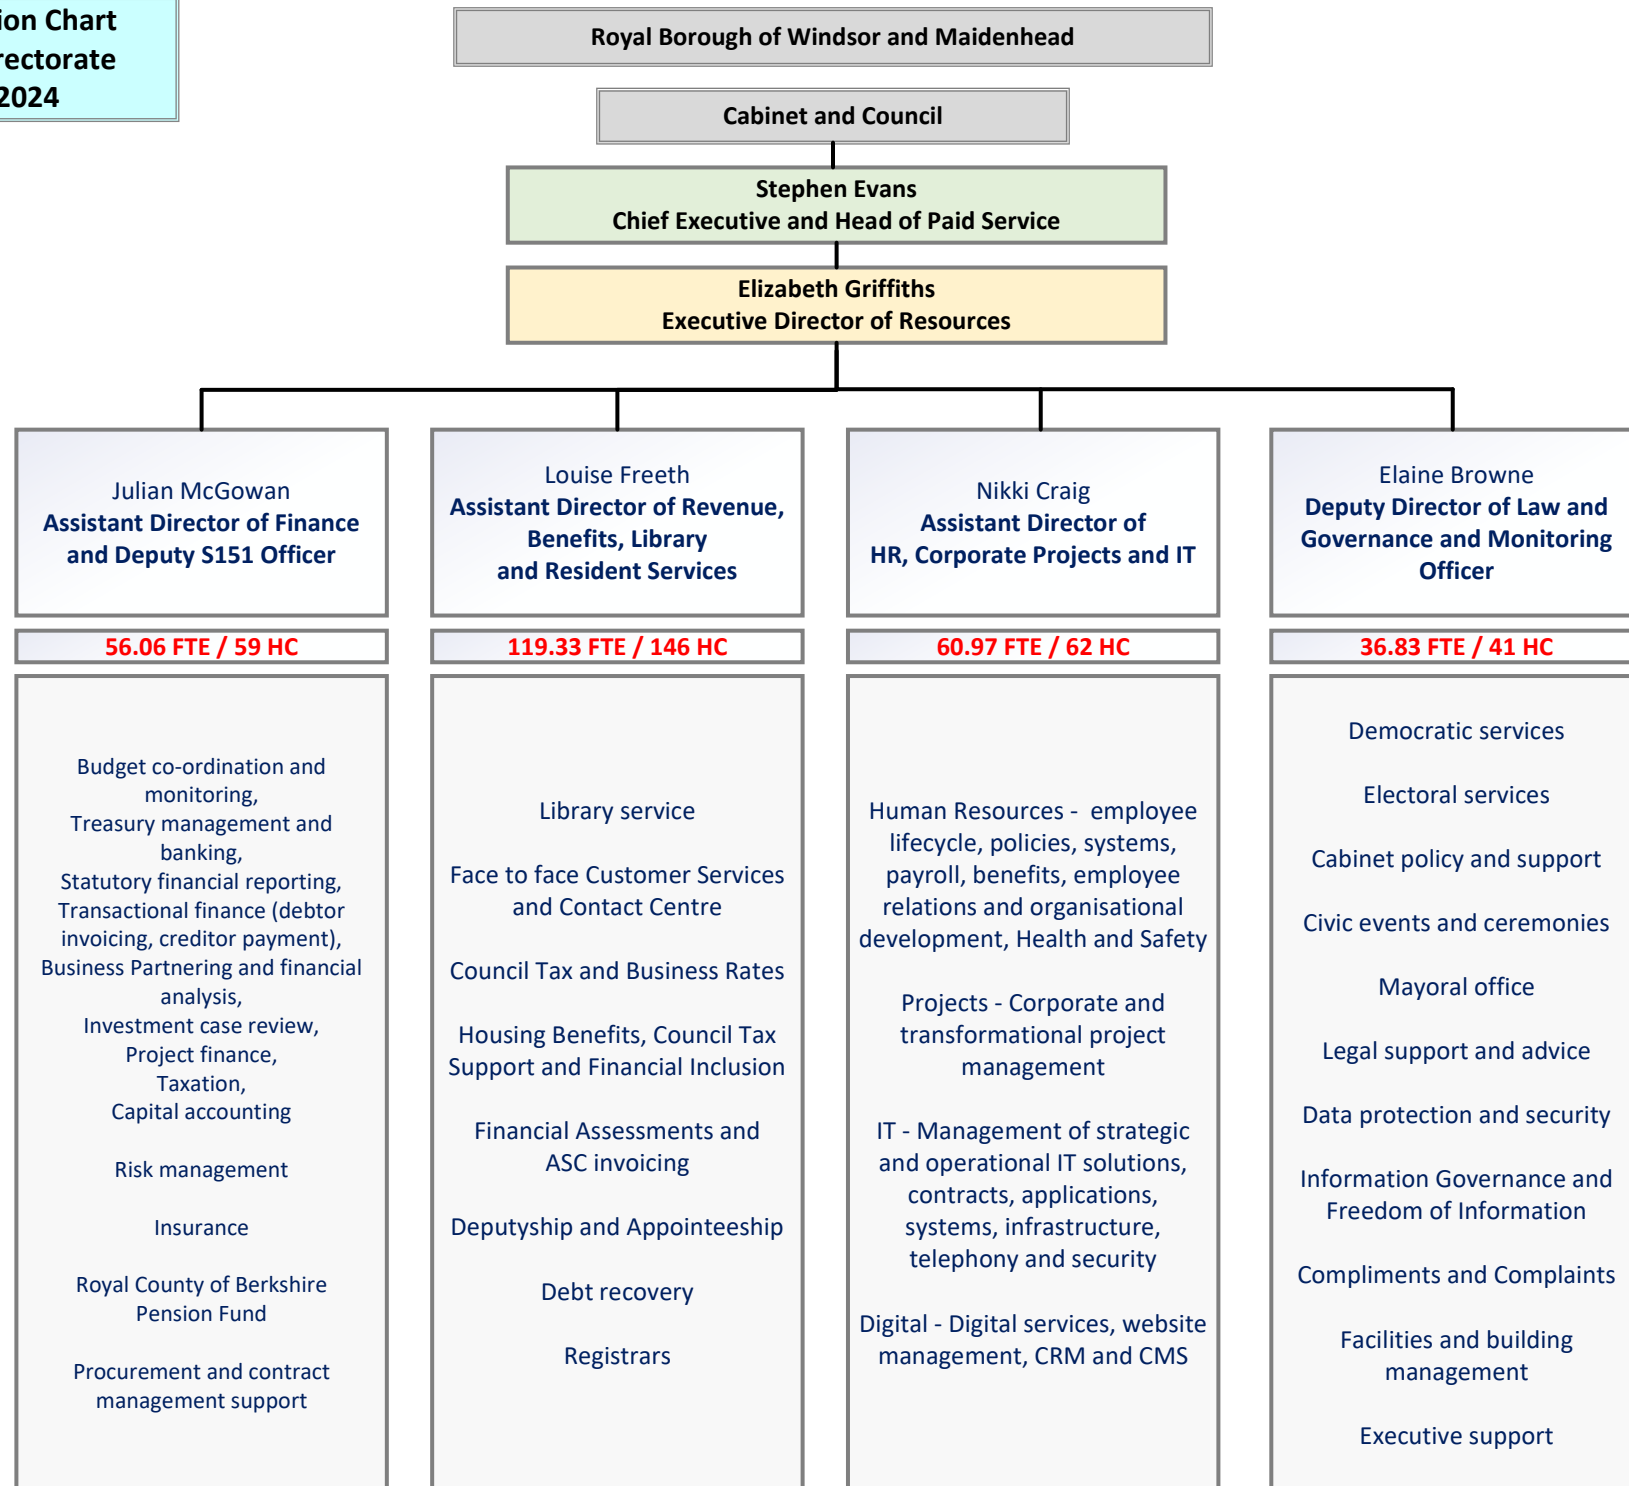 ion Chart
rectorate
2024
Royal Borough of Windsor and Maidenhead
Cabinet and Council
Stephen Evans
Chief Executive and Head of Paid Service
Elizabeth Griffiths
Executive Director of Resources
Julian McGowan
Assistant Director of Finance
and Deputy S151 Officer
56.06 FTE / 59 HC
Budget co-ordination and
monitoring,
Treasury management and
banking,
Statutory financial reporting,
Transactional finance (debtor
invoicing, creditor payment),
Business Partnering and financial
analysis,
Investment case review,
Project finance,
Taxation,
Capital accounting
Risk management
Insurance
Royal County of Berkshire
Pension Fund
Procurement and contract
management support
Louise Freeth
Assistant Director of Revenue,
Benefits, Library
and Resident Services
119.33 FTE / 146 HC
Library service
Face to face Customer Services
and Contact Centre
Council Tax and Business Rates
Housing Benefits, Council Tax
Support and Financial Inclusion
Financial Assessments and
ASC invoicing
Deputyship and Appointeeship
Debt recovery
Registrars
Nikki Craig
Assistant Director of
HR, Corporate Projects and IT
60.97 FTE / 62 HC
Human Resources -  employee
lifecycle, policies, systems,
payroll, benefits, employee
relations and organisational
development, Health and Safety
Projects - Corporate and
transformational project
management
IT - Management of strategic
and operational IT solutions,
contracts, applications,
systems, infrastructure,
telephony and security
Digital - Digital services, website
management, CRM and CMS
Elaine Browne
Deputy Director of Law and
Governance and Monitoring
Officer
36.83 FTE / 41 HC
Democratic services
Electoral services
Cabinet policy and support
Civic events and ceremonies
Mayoral office
Legal support and advice
Data protection and security
Information Governance and
Freedom of Information
Compliments and Complaints
Facilities and building
management
Executive support